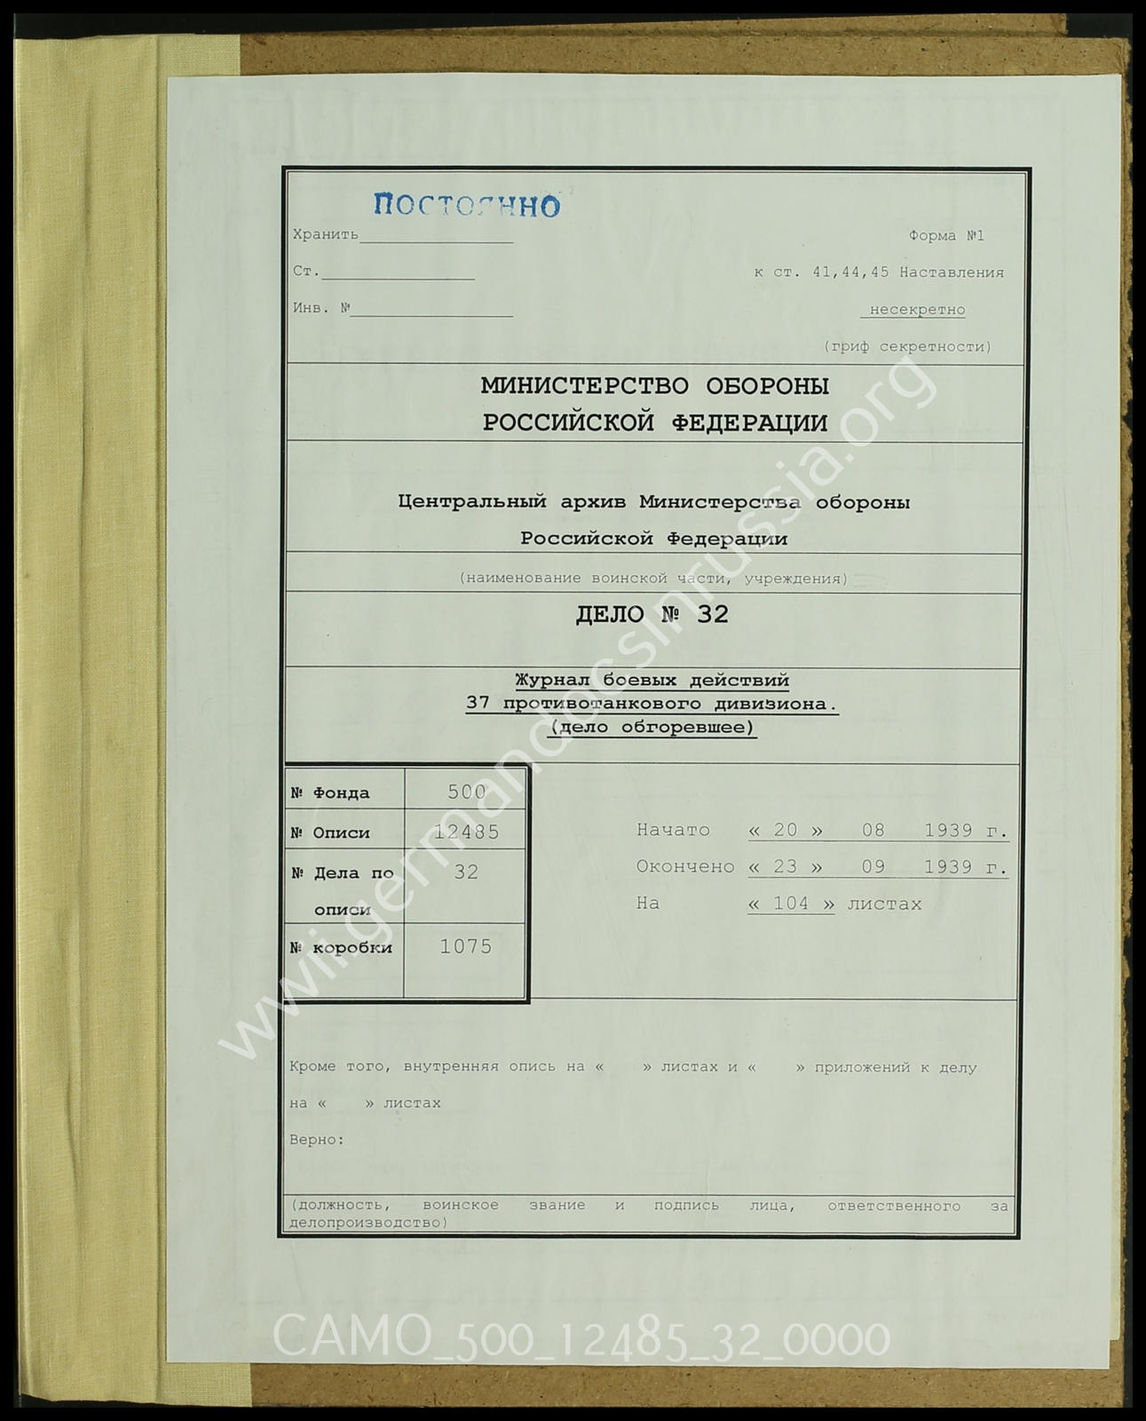 ПОСТОЯННО
Хранить
Форма №1
Ст.
к ст. 41,44,45 Наставления
Инв. №
несекретно
(гриф секретности)
МИНИСТЕРСТВО ОБОРОНЫ
РОССИЙСКОЙ ФЕДЕРАЦИИ
Центральный архив Министерства обороны
Российской Федерации
(наименование воинской части, учреждения)
ДЕЛО № 32
Журнал боевых действий
37 противотанкового дивизиона.
(дело обгоревшее)
№ Фонда 500
№ Описи 12485
№ Дела по 32
описи
№ коробки 1075
Начато « 20 » 08 1939 г.
Окончено « 23 » 09 1939 г.
На « 104 » листах
Кроме того, внутренняя опись на « » листах и « » приложений к делу
на « » листах
Верно:
(должность, воинское звание и подпись лица, ответственного за
делопроизводство)
www.wwii.germandocsinrussia.org
CAMO_500_12485_32_0000